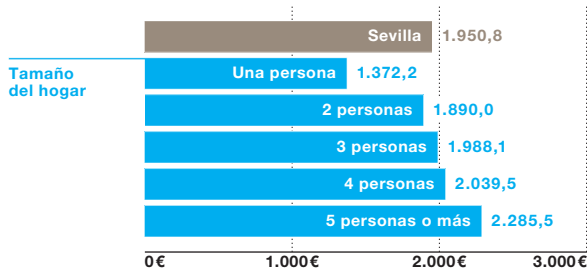 Sevilla 1.950,8
Tamaño
del hogar
Una persona 1.372,2
2 personas 1.890,0
3 personas 1.988,1
4 personas 2.039,5
5 personas o más 2.285,5
0€ 1.000€ 2.000€ 3.000€